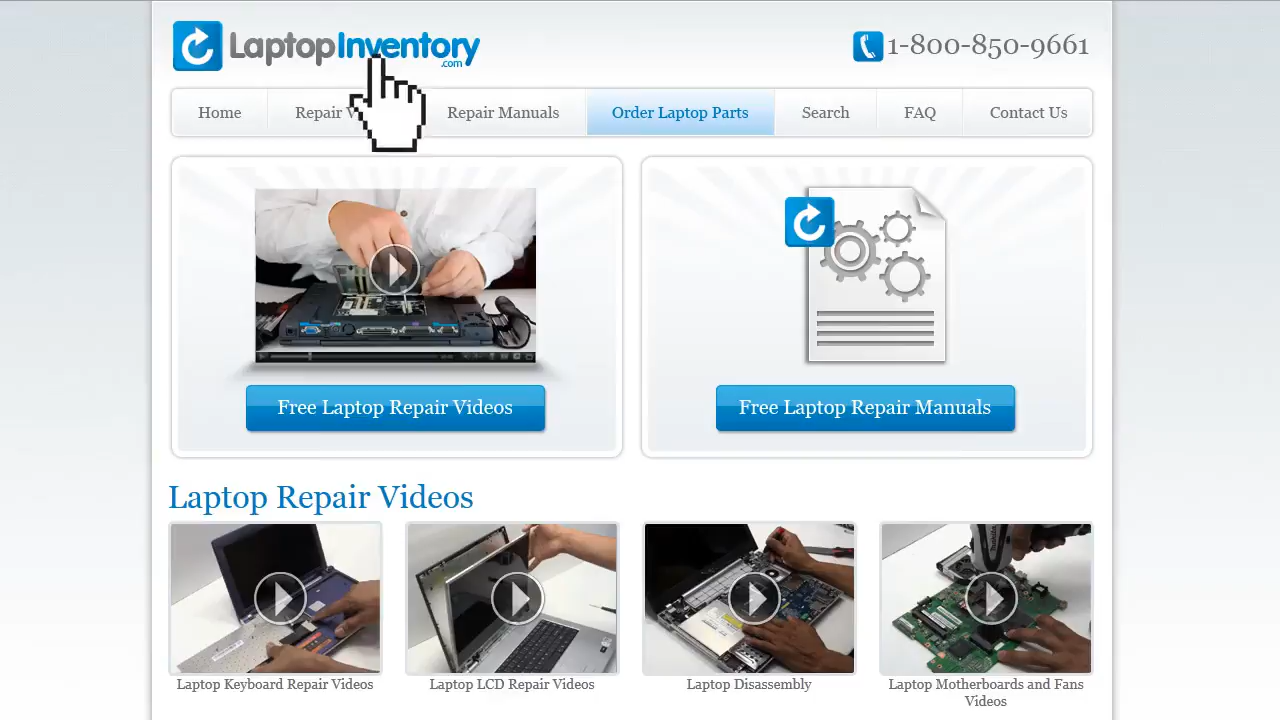 LaptopInventory
.com
1-800-850-9661
Home
Repair
Repair Manuals
Order Laptop Parts
Search
FAQ
Contact Us
Free Laptop Repair Videos
Free Laptop Repair Manuals
Laptop Repair Videos
Laptop Keyboard Repair Videos
Laptop LCD Repair Videos
Laptop Disassembly
Laptop Motherboards and Fans
Videos